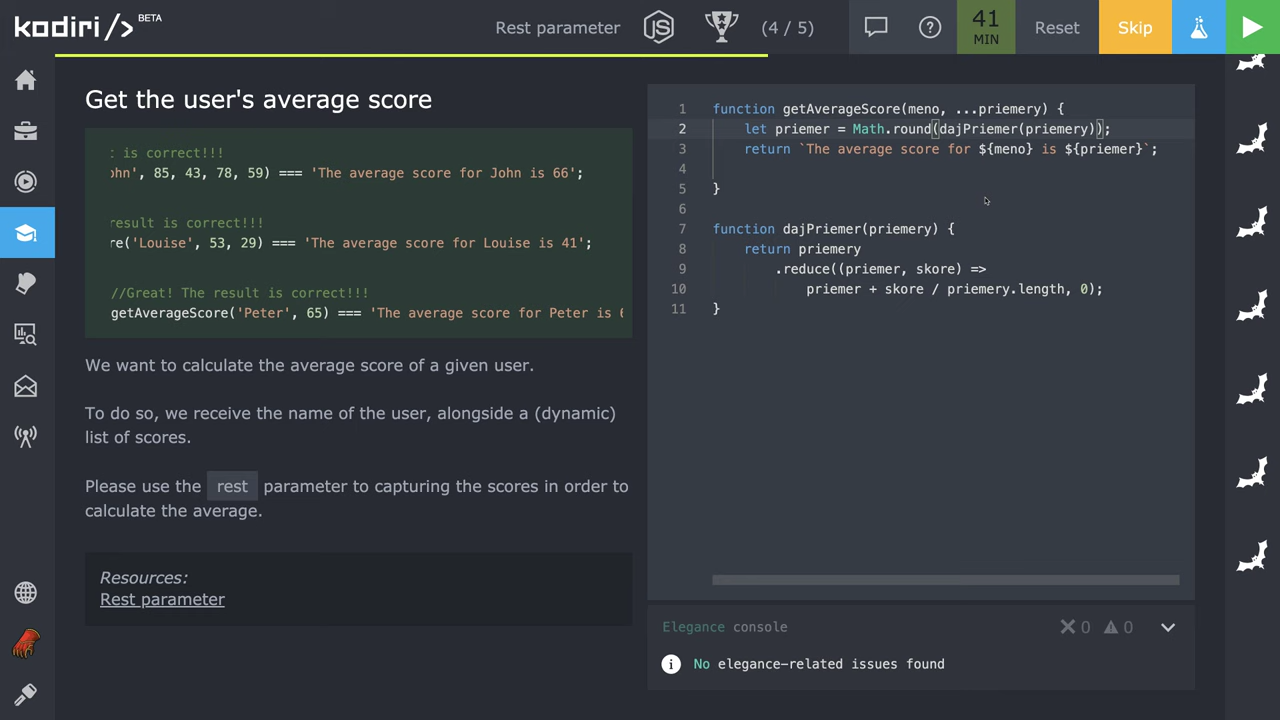 kodiri /> BETA
Rest parameter
JS
(4 / 5)
41 MIN
Reset
Skip
Get the user's average score
: is correct!!!
ohn', 85, 43, 78, 59) === 'The average score for John is 66';
result is correct!!!
re('Louise', 53, 29) === 'The average score for Louise is 41';
//Great! The result is correct!!!
getAverageScore('Peter', 65) === 'The average score for Peter is 6
We want to calculate the average score of a given user.
To do so, we receive the name of the user, alongside a (dynamic)
list of scores.
Please use the rest parameter to capturing the scores in order to
calculate the average.
Resources:
Rest parameter
1 function getAverageScore(meno, ...priemery) {
2 let priemer = Math.round(dajPriemer(priemery));
3 return `The average score for ${meno} is ${priemer}`;
4
5 }
6
7 function dajPriemer(priemery) {
8 return priemery
9 .reduce((priemer, skore) =>
10 priemer + skore / priemery.length, 0);
11 }
Elegance console
0 0
No elegance-related issues found